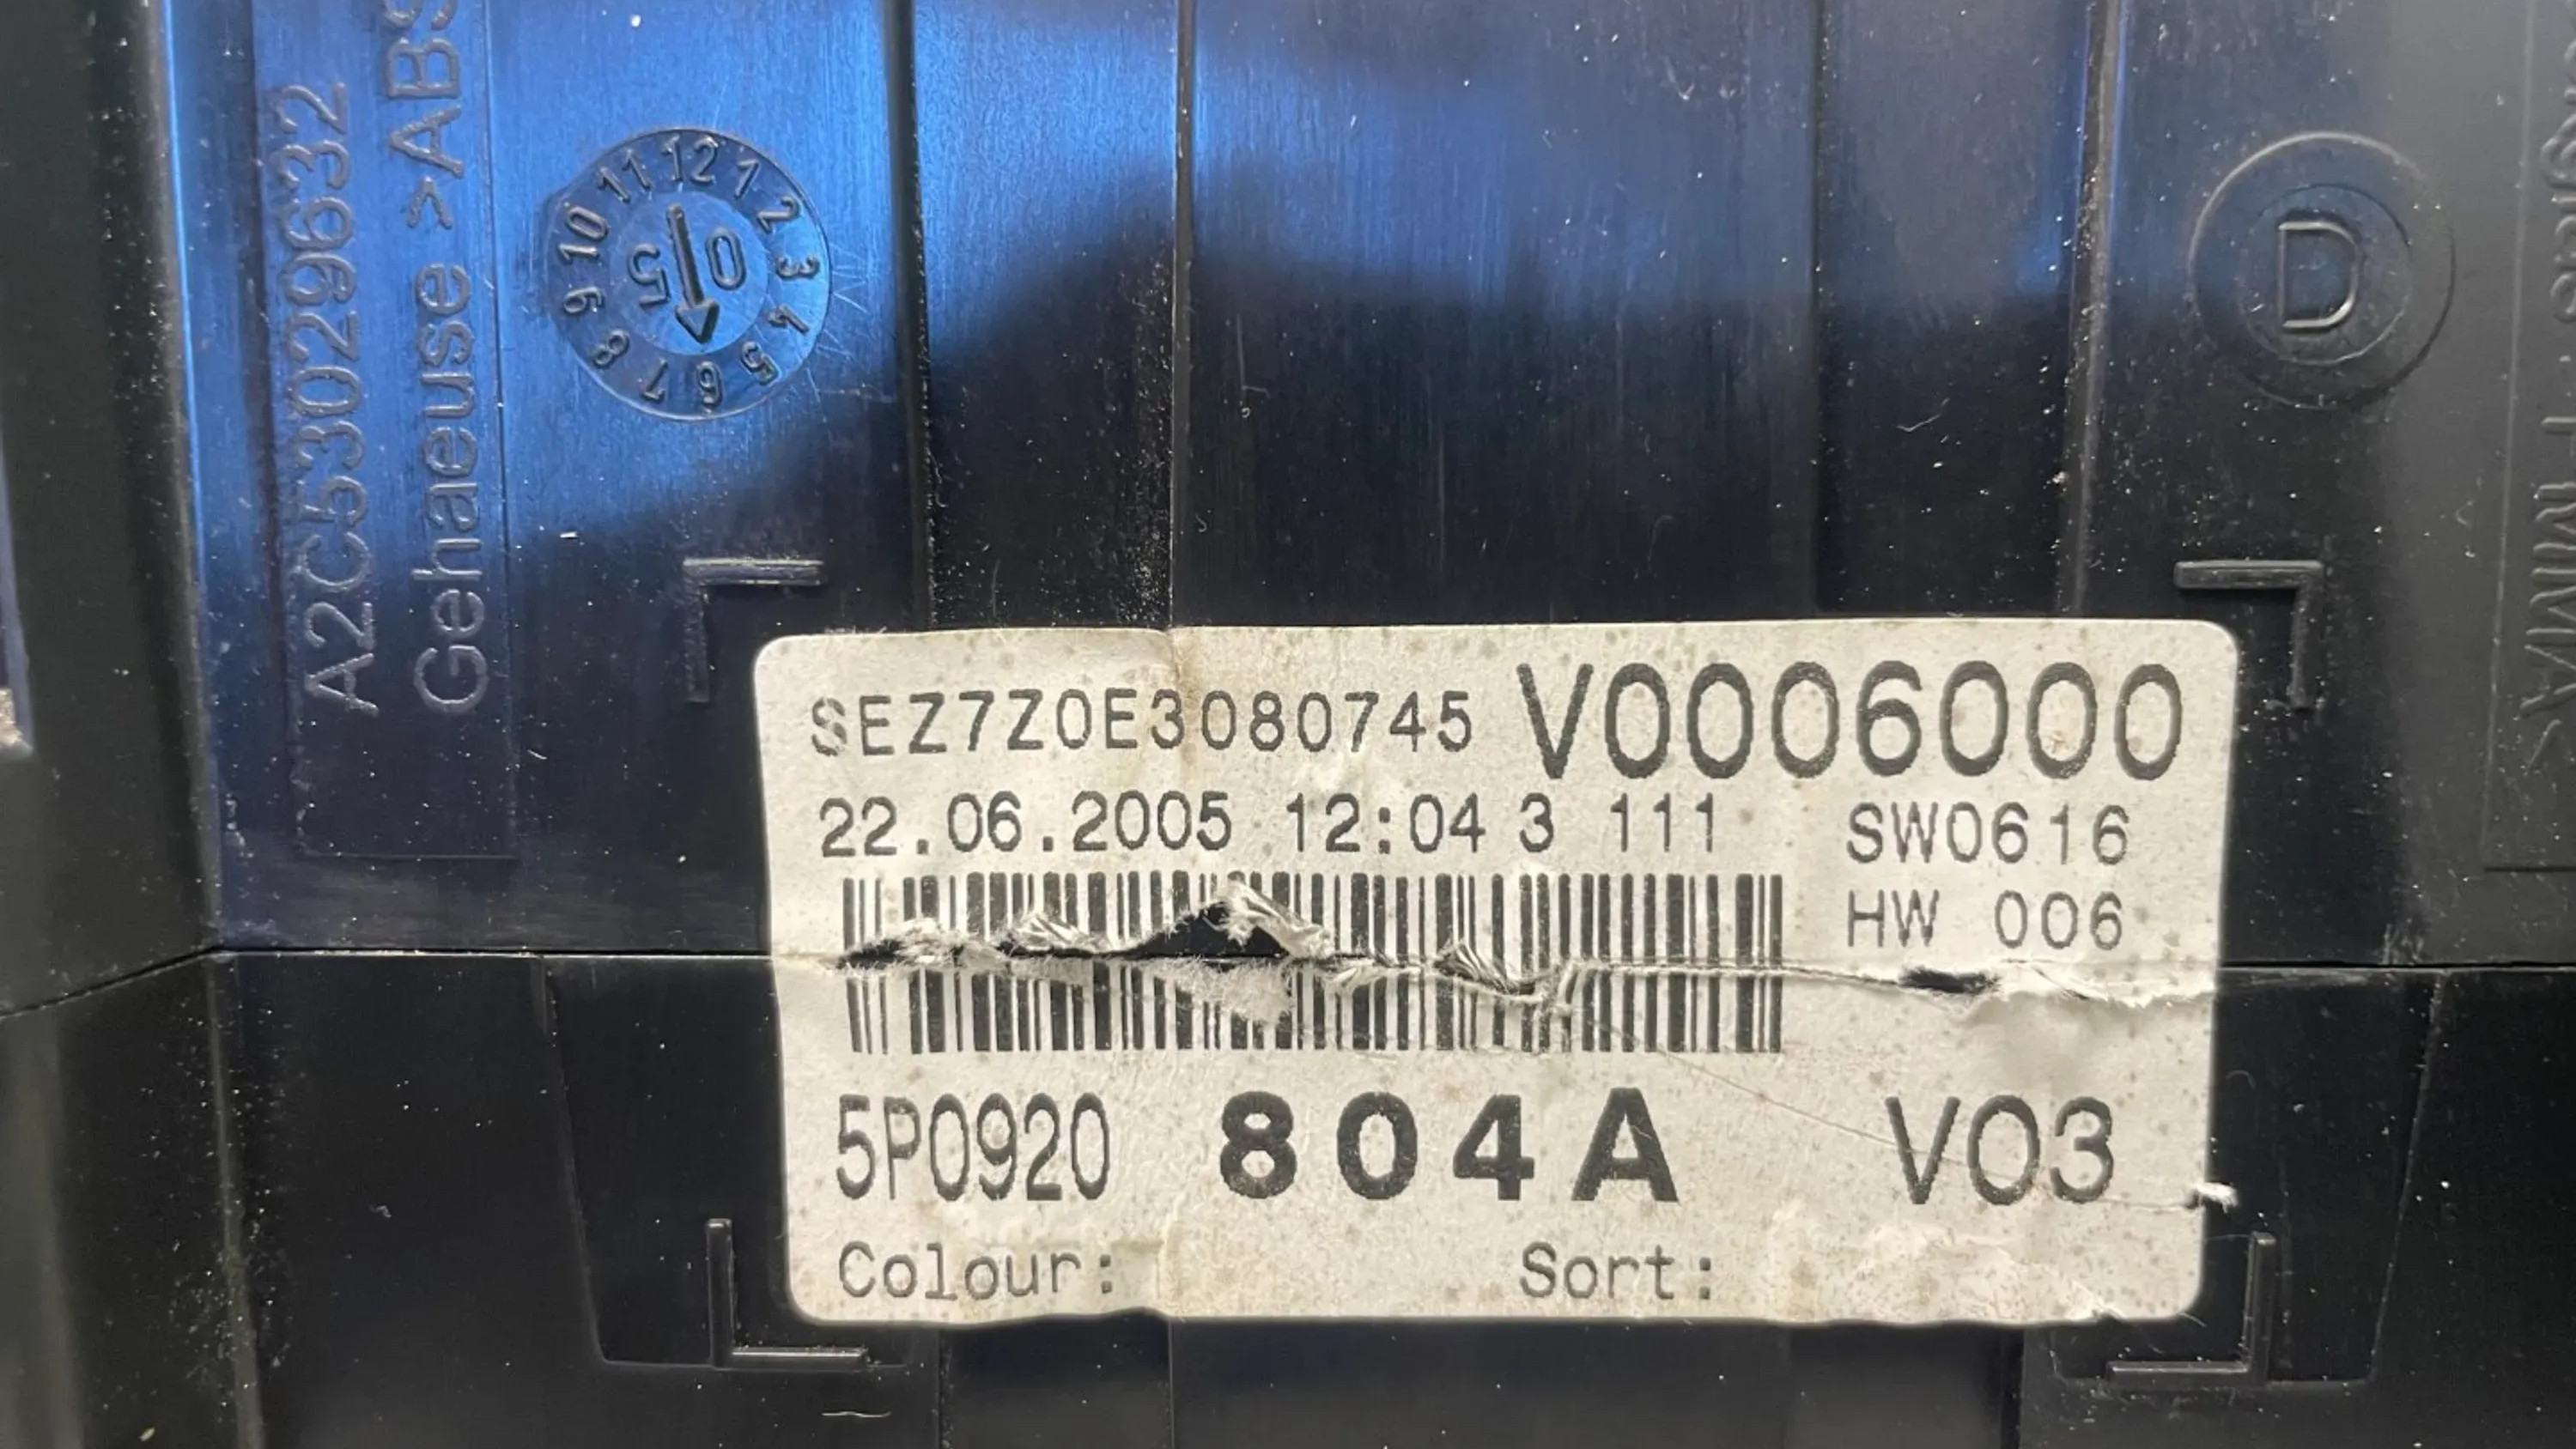 A2C53029632
Gehaeuse >ABS
11 12 1 2 3 4 5 6 7 8 9 10
05
D
SEZ7Z0E3080745 V0006000
22.06.2005 12:04 3 111 SW0616
HW 006
5P0920 804A V03
Colour: Sort: